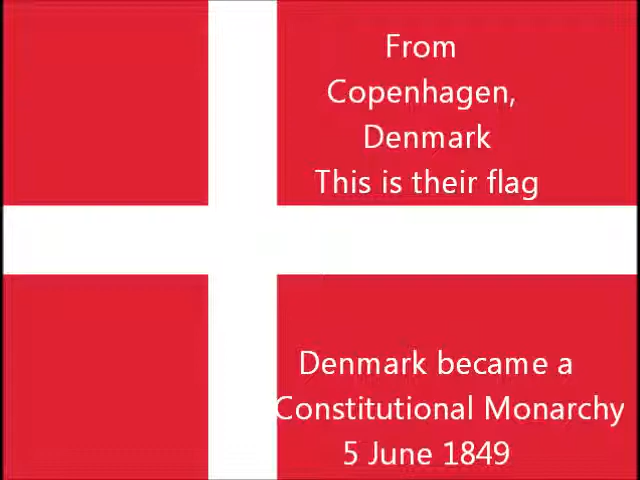 From
Copenhagen,
Denmark
This is their flag
Denmark became a
Constitutional Monarchy
5 June 1849